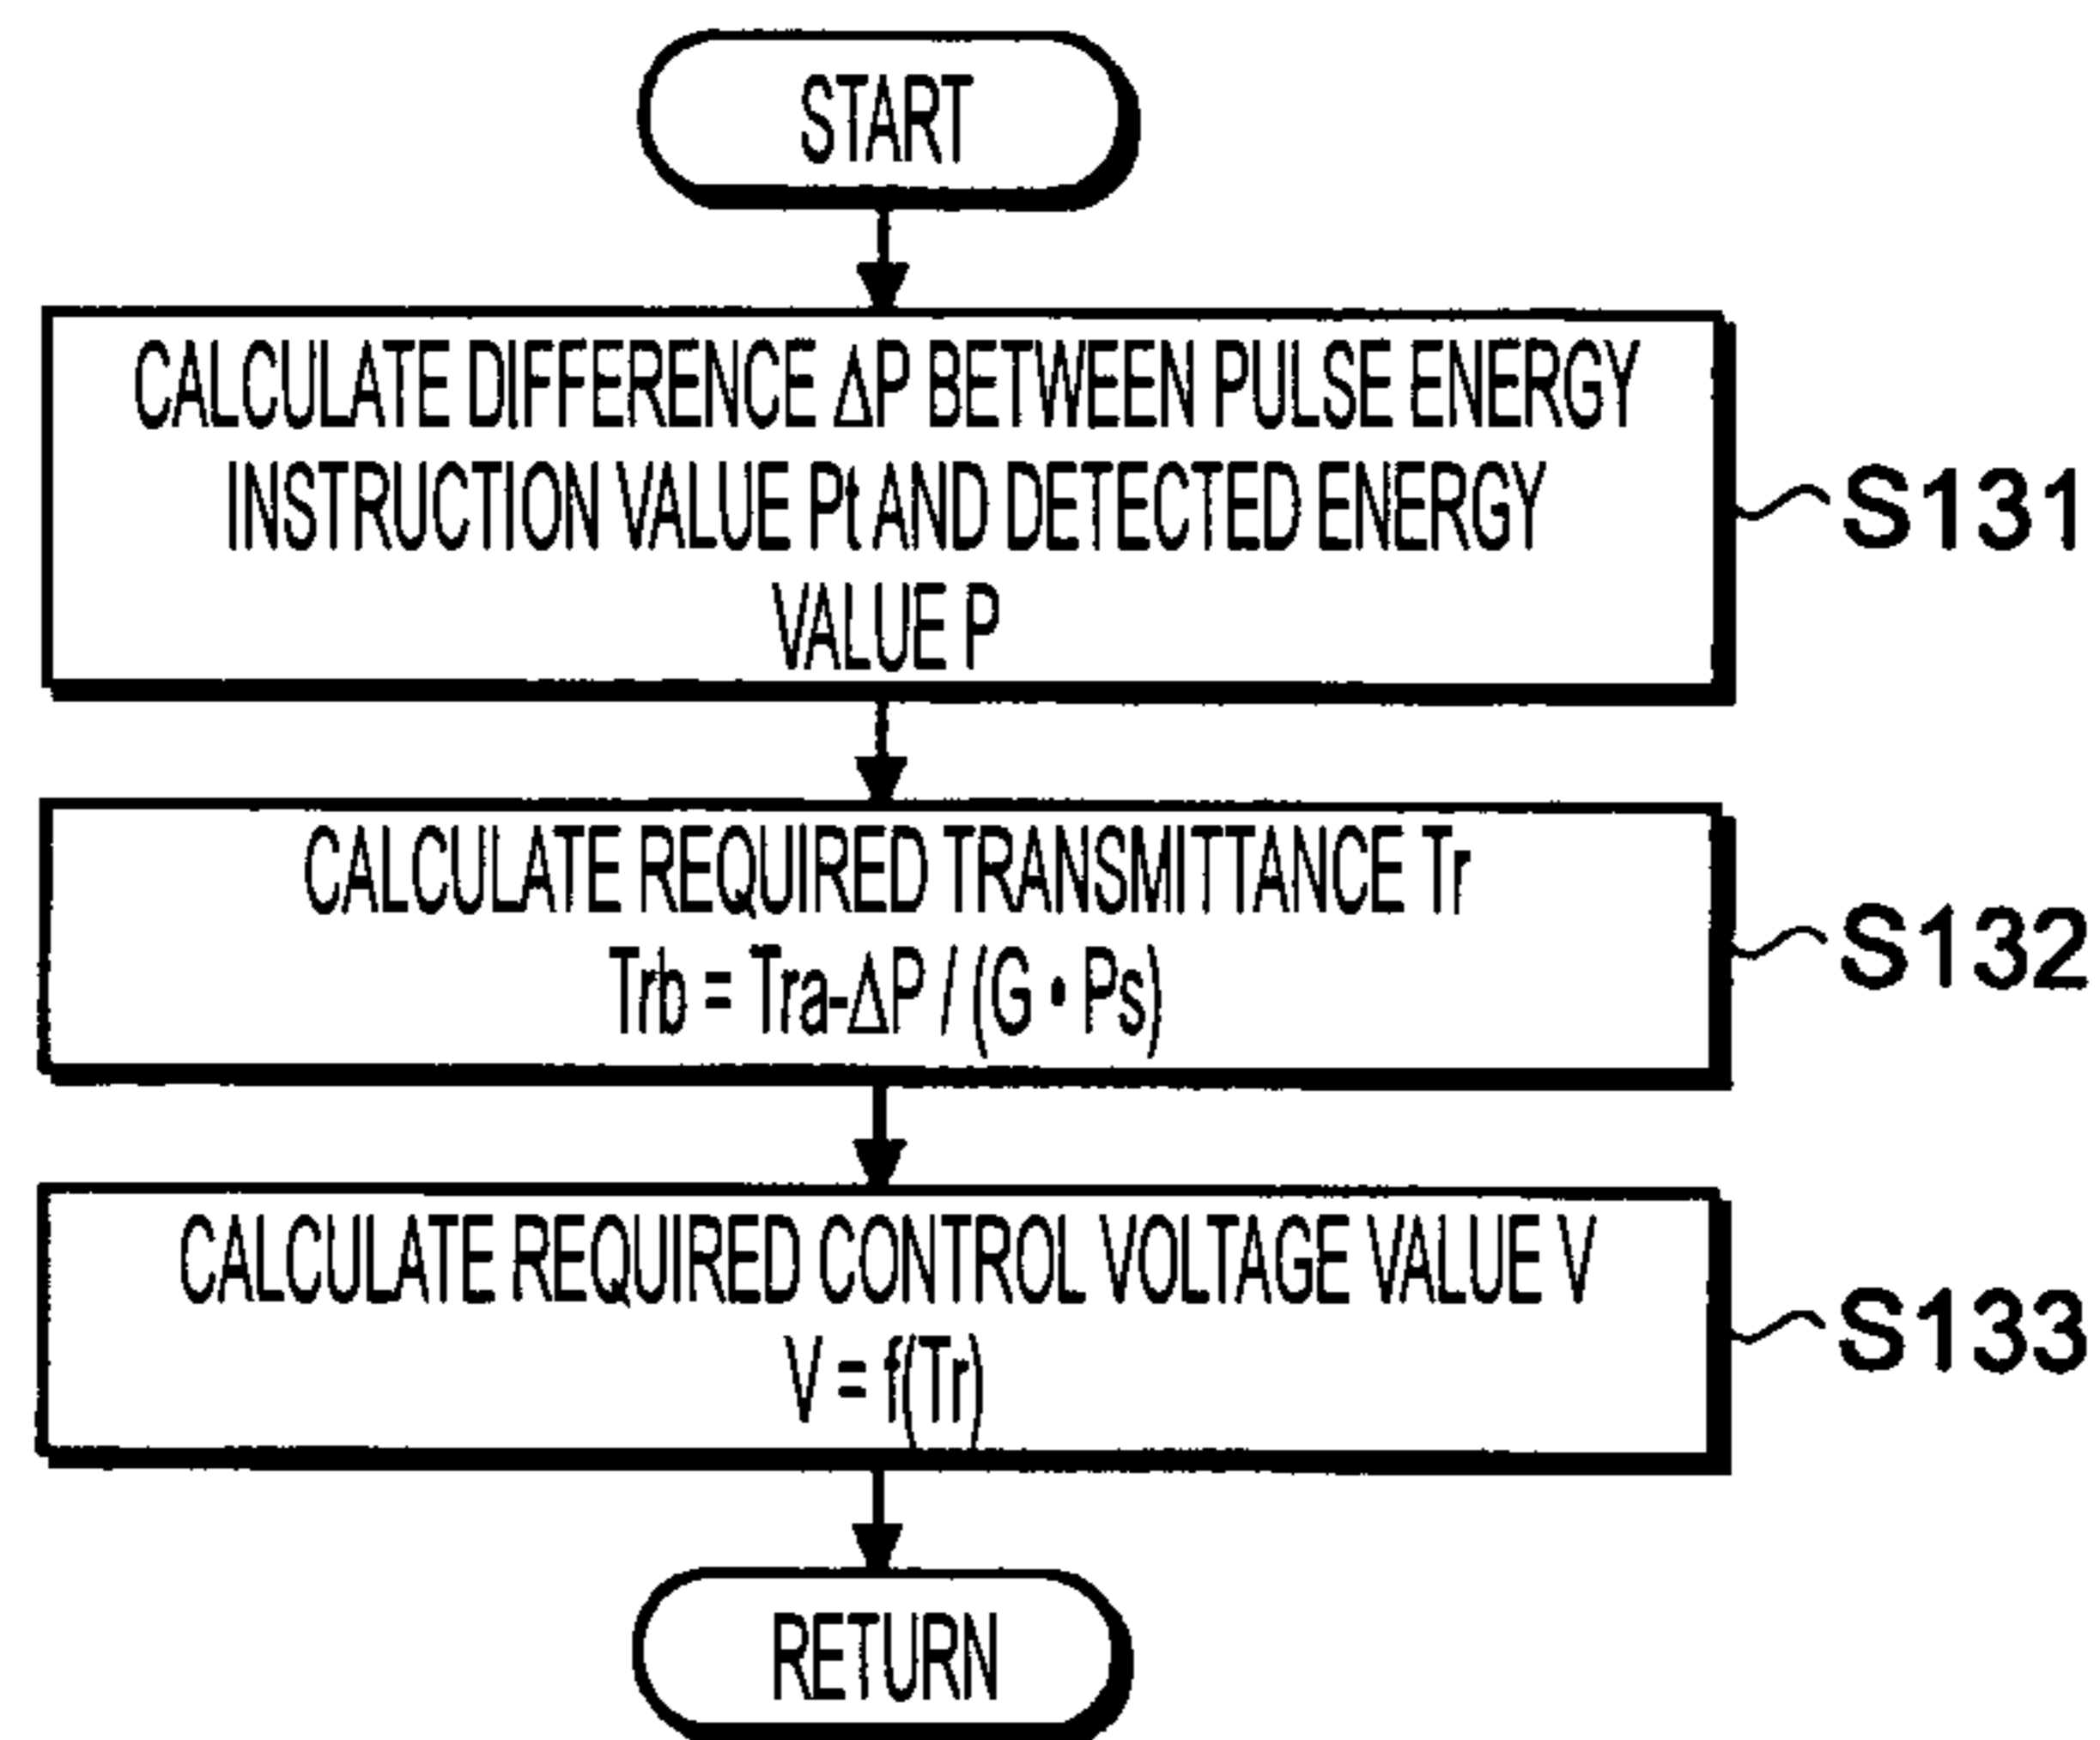 START
CALCULATE DIFFERENCE ΔP BETWEEN PULSE ENERGY
INSTRUCTION VALUE Pt AND DETECTED ENERGY
VALUE P
S131
CALCULATE REQUIRED TRANSMITTANCE Tr
Trb = Tra-ΔP / (G • Ps)
S132
CALCULATE REQUIRED CONTROL VOLTAGE VALUE V
V = f(Tr)
S133
RETURN